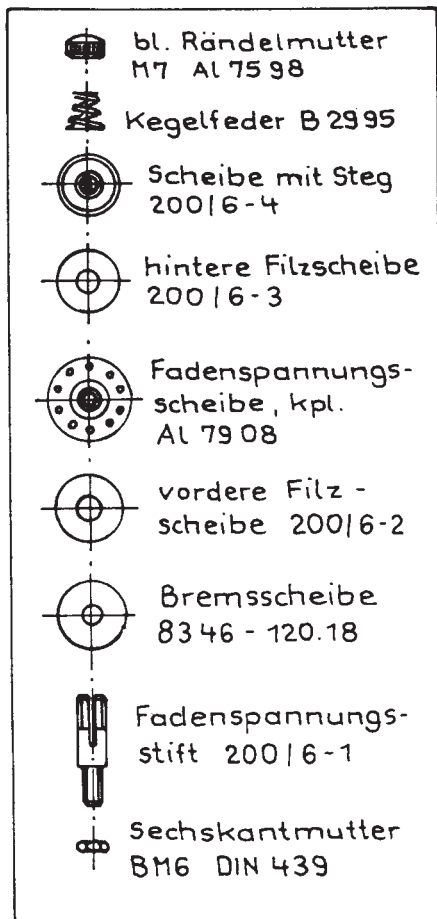 bl. Rändelmutter
M7 Al 7598
Kegelfeder B 2995
Scheibe mit Steg
200/6-4
hintere Filzscheibe
200/6-3
Fadenspannungs-
scheibe, kpl.
Al 7908
vordere Filz -
scheibe 200/6-2
Bremsscheibe
8346 - 120.18
Fadenspannungs-
stift 200/6-1
Sechskantmutter
BM6 DIN 439